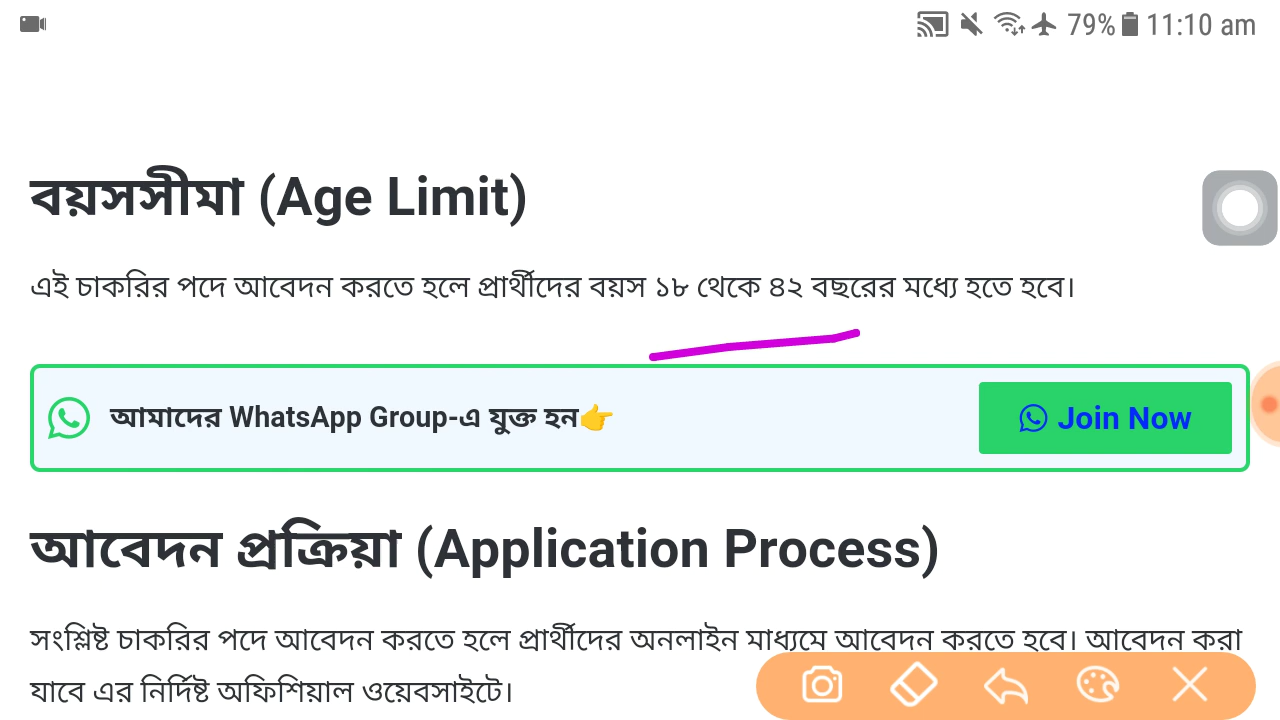 79% 11:10 am
বয়সসীমা (Age Limit)
এই চাকরির পদে আবেদন করতে হলে প্রার্থীদের বয়স ১৮ থেকে ৪২ বছরের মধ্যে হতে হবে।
আমাদের WhatsApp Group-এ যুক্ত হন👉 Join Now
আবেদন প্রক্রিয়া (Application Process)
সংশ্লিষ্ট চাকরির পদে আবেদন করতে হলে প্রার্থীদের অনলাইন মাধ্যমে আবেদন করতে হবে। আবেদন করা
যাবে এর নির্দিষ্ট অফিশিয়াল ওয়েবসাইটে।